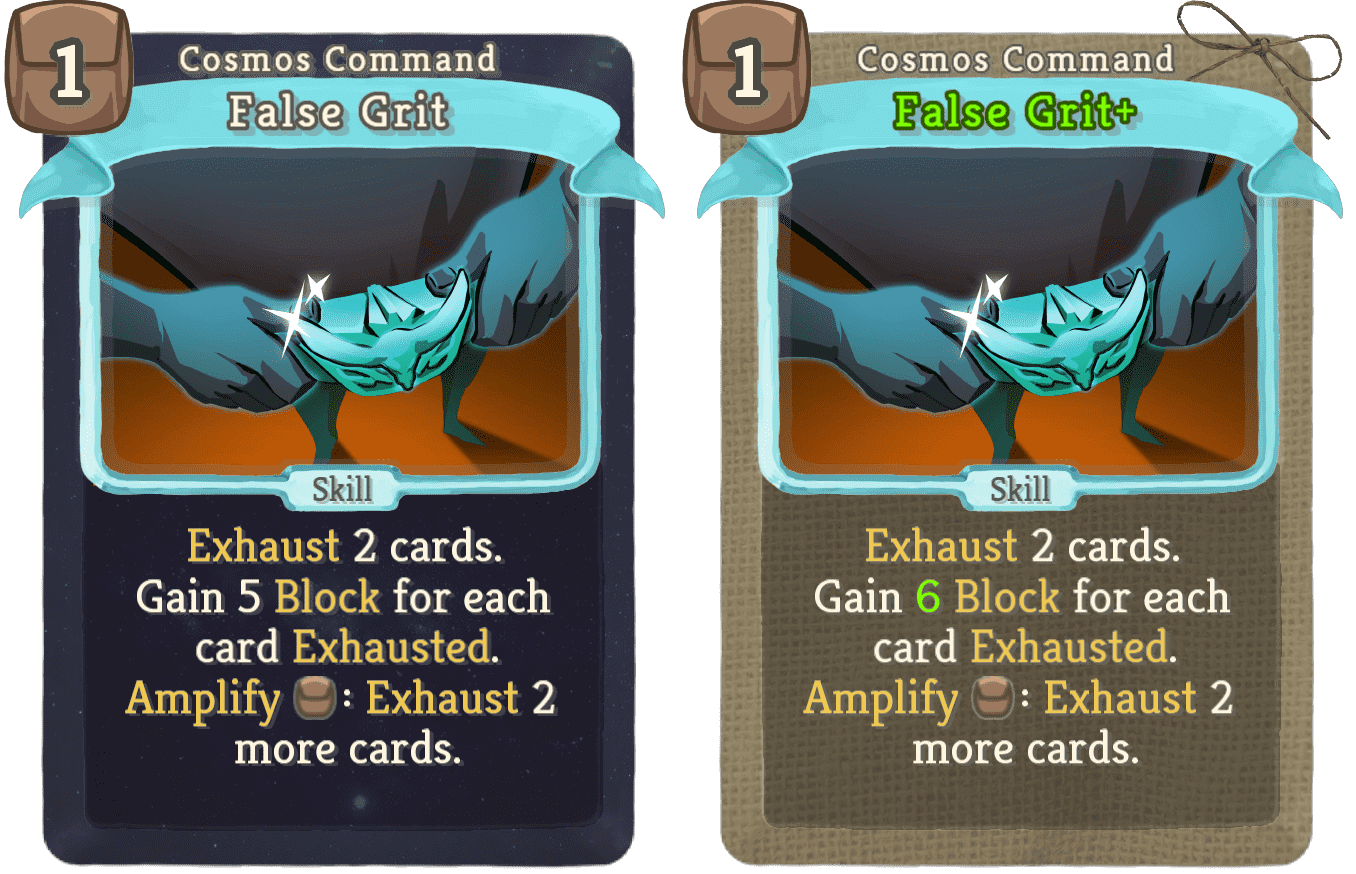 1
Cosmos Command
False Grit
Skill
Exhaust 2 cards.
Gain 5 Block for each
card Exhausted.
Amplify : Exhaust 2
more cards.
1
Cosmos Command
False Grit+
Skill
Exhaust 2 cards.
Gain 6 Block for each
card Exhausted.
Amplify : Exhaust 2
more cards.